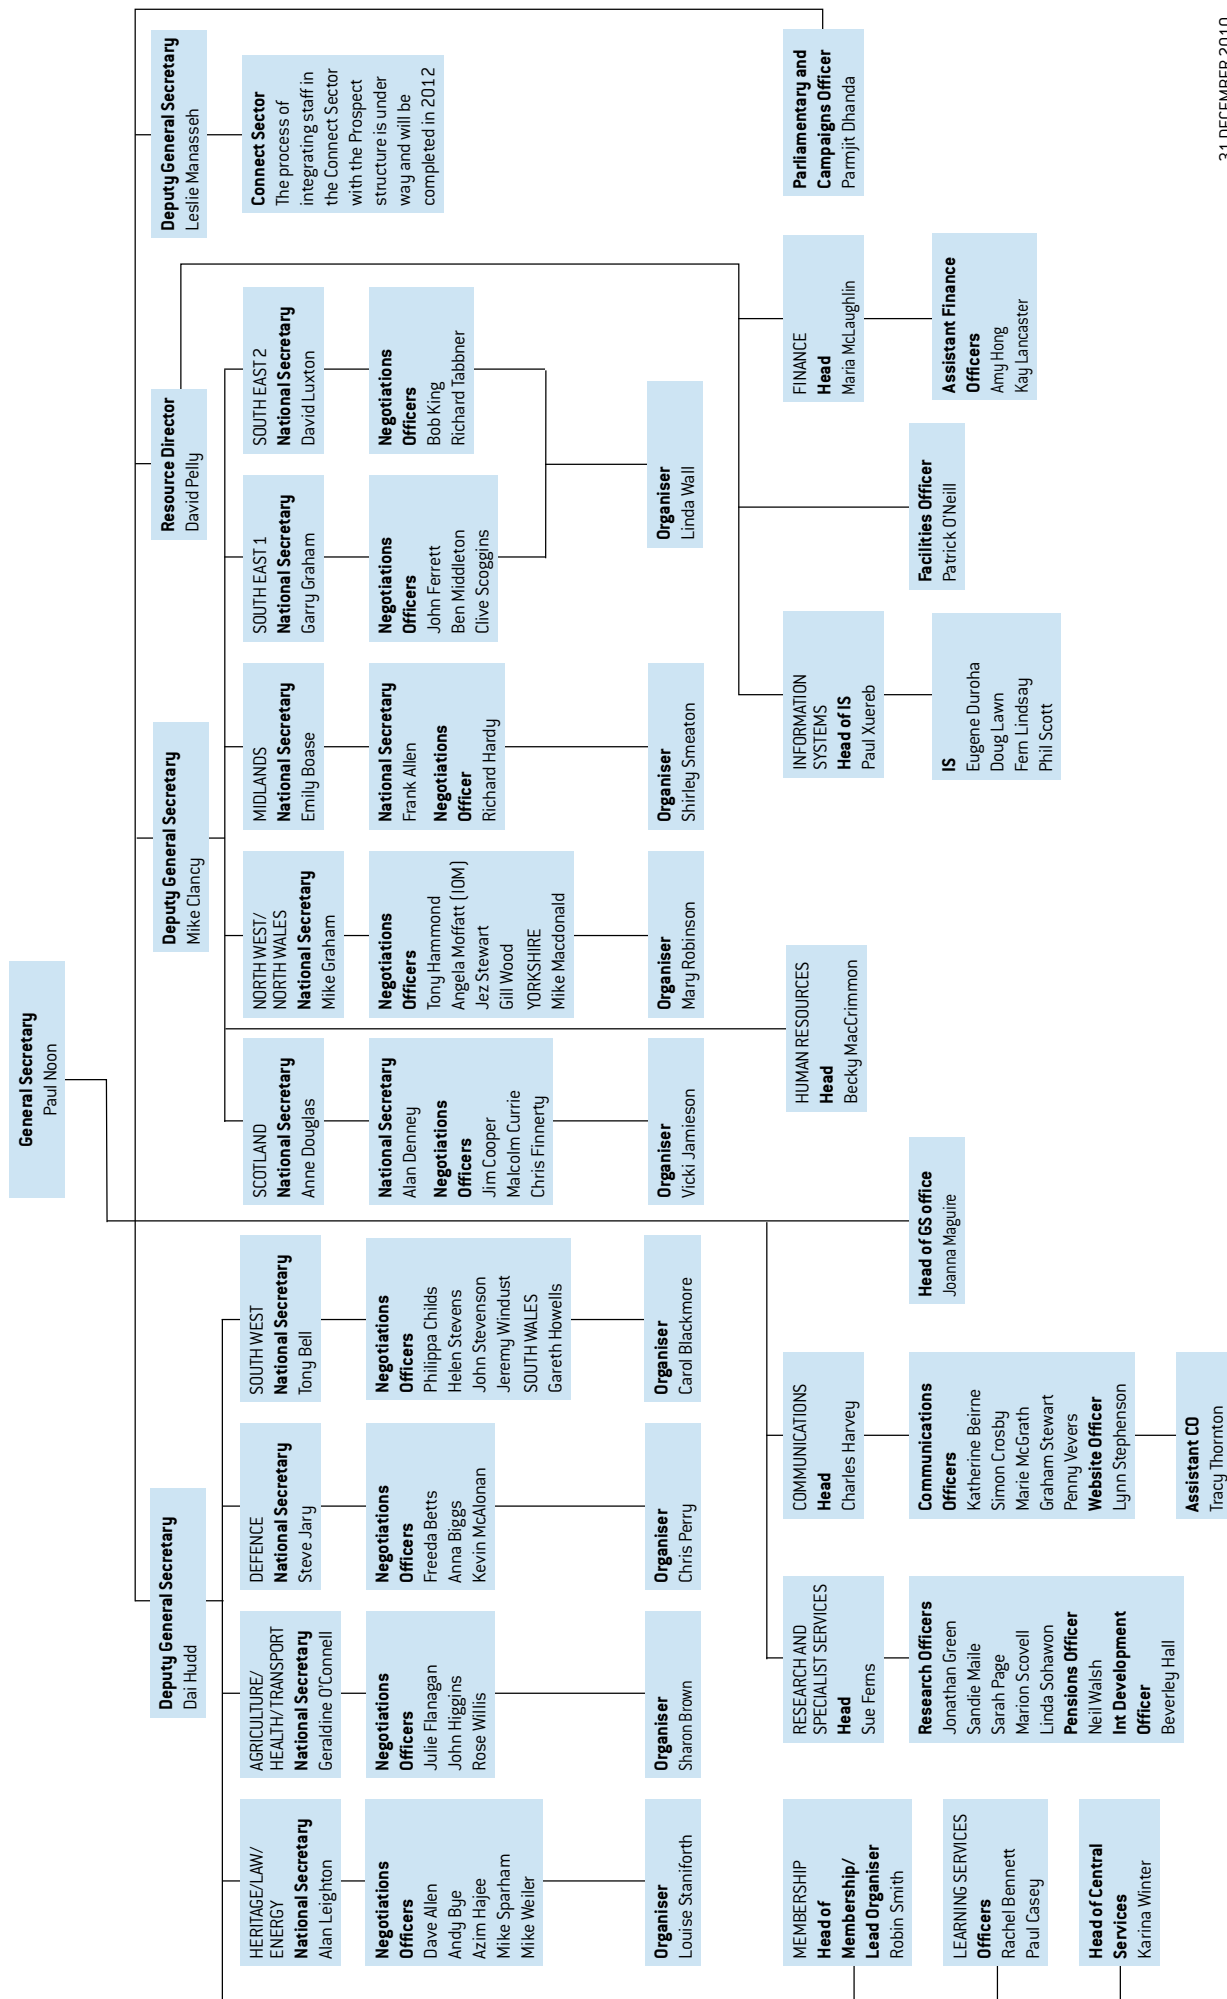 General Secretary
Paul Noon
Deputy General Secretary
Dai Hudd
Deputy General Secretary
Mike Clancy
Resource Director
David Pelly
Deputy General Secretary
Leslie Manasseh
HERITAGE/LAW/
ENERGY
National Secretary
Alan Leighton
AGRICULTURE/
HEALTH/TRANSPORT
National Secretary
Geraldine O'Connell
DEFENCE
National Secretary
Steve Jary
SOUTH WEST
National Secretary
Tony Bell
SCOTLAND
National Secretary
Anne Douglas
NORTH WEST/
NORTH WALES
National Secretary
Mike Graham
MIDLANDS
National Secretary
Emily Boase
SOUTH EAST 1
National Secretary
Garry Graham
SOUTH EAST 2
National Secretary
David Luxton
Connect Sector
The process of
integrating staff in
the Connect Sector
with the Prospect
structure is under
way and will be
completed in 2012
Negotiations
Officers
Dave Allen
Andy Bye
Azim Hajee
Mike Sparham
Mike Weiler
Negotiations
Officers
Julie Flanagan
John Higgins
Rose Willis
Negotiations
Officers
Freeda Betts
Anna Biggs
Kevin McAlonan
Negotiations
Officers
Philippa Childs
Helen Stevens
John Stevenson
Jeremy Windust
SOUTH WALES
Gareth Howells
National Secretary
Alan Denney
Negotiations
Officers
Jim Cooper
Malcolm Currie
Chris Finnerty
Negotiations
Officers
Tony Hammond
Angela Moffatt (IOM)
Jez Stewart
Gill Wood
YORKSHIRE
Mike Macdonald
National Secretary
Frank Allen
Negotiations
Officer
Richard Hardy
Negotiations
Officers
John Ferrett
Ben Middleton
Clive Scoggins
Negotiations
Officers
Bob King
Richard Tabbner
Organiser
Louise Staniforth
Organiser
Sharon Brown
Organiser
Chris Perry
Organiser
Carol Blackmore
Organiser
Vicki Jamieson
Organiser
Mary Robinson
Organiser
Shirley Smeaton
Organiser
Linda Wall
MEMBERSHIP
Head of
Membership/
Lead Organiser
Robin Smith
RESEARCH AND
SPECIALIST SERVICES
Head
Sue Ferns
COMMUNICATIONS
Head
Charles Harvey
HUMAN RESOURCES
Head
Becky MacCrimmon
INFORMATION
SYSTEMS
Head of IS
Paul Xuereb
FINANCE
Head
Maria McLaughlin
Parliamentary and
Campaigns Officer
Parmjit Dhanda
LEARNING SERVICES
Officers
Rachel Bennett
Paul Casey
Research Officers
Jonathan Green
Sandie Maile
Sarah Page
Marion Scovell
Linda Sohawon
Pensions Officer
Neil Walsh
Int Development
Officer
Beverley Hall
Communications
Officers
Katherine Beirne
Simon Crosby
Marie McGrath
Graham Stewart
Penny Vevers
Website Officer
Lynn Stephenson
Head of GS office
Joanna Maguire
IS
Eugene Duroha
Doug Lawn
Fern Lindsay
Phil Scott
Facilities Officer
Patrick O'Neill
Assistant Finance
Officers
Amy Hong
Kay Lancaster
Head of Central
Services
Karina Winter
Assistant CO
Tracy Thornton
31 DECEMBER 2010